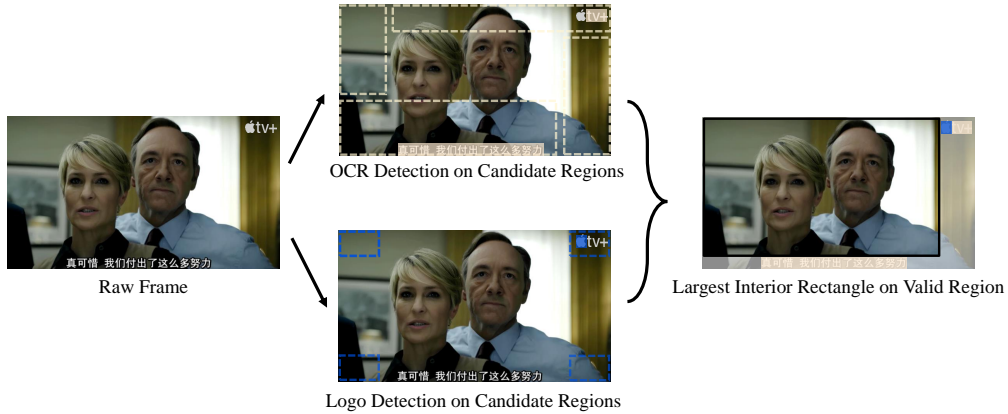 tv+
OCR Detection on Candidate Regions
真可惜 我们付出了这么多努力
tv+
真可惜 我们付出了这么多努力
Raw Frame
tv+
真可惜 我们付出了这么多努力
Logo Detection on Candidate Regions
tv+
真可惜 我们付出了这么多努力
Largest Interior Rectangle on Valid Region